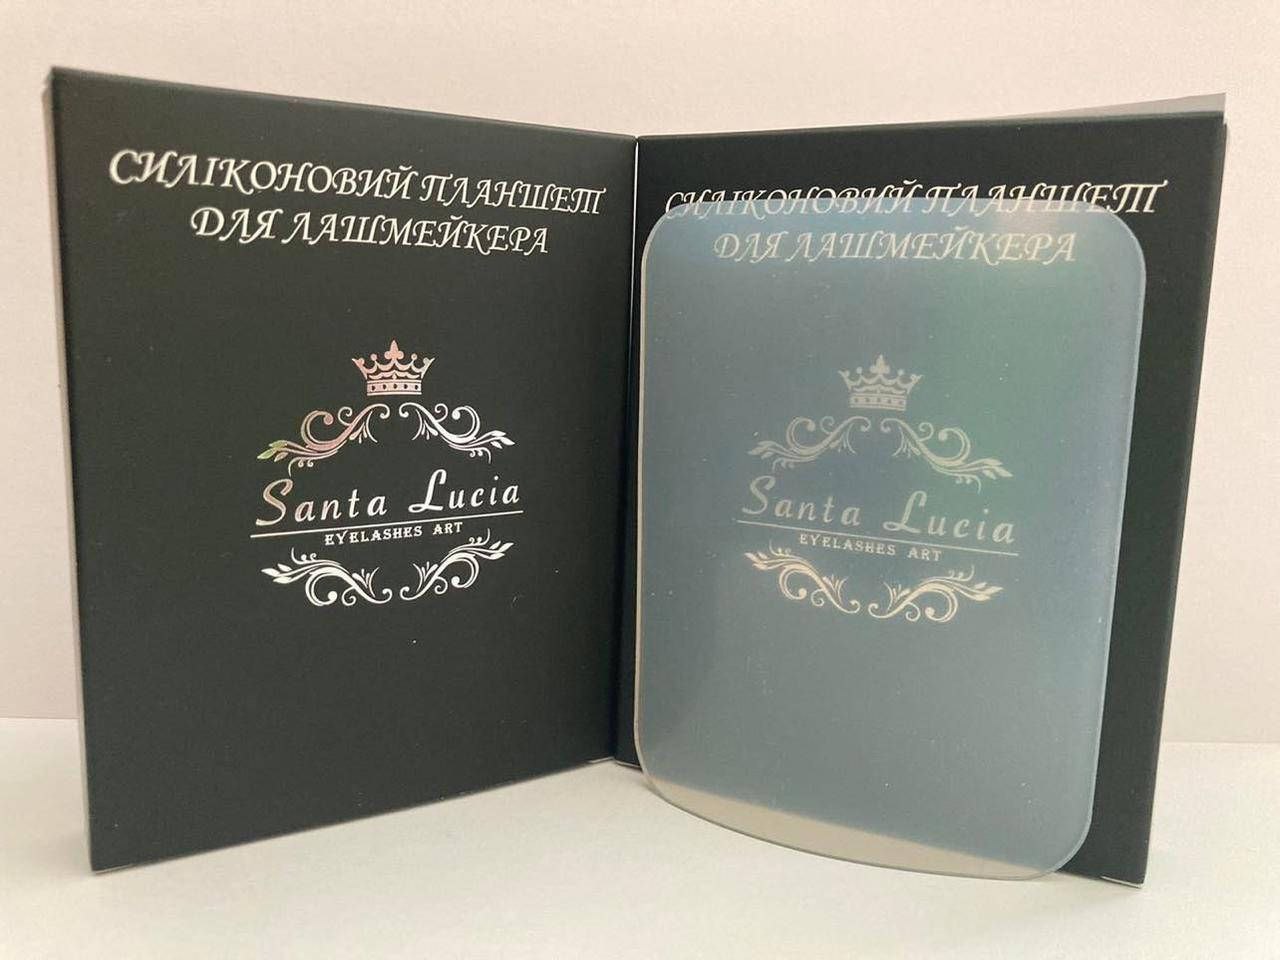 СИЛІКОНОВИЙ ПЛАНШЕТ
ДЛЯ ЛАШМЕЙКЕРА
Santa Lucia
EYELASHES ART
СИЛІКОНОВИЙ ПЛАНШЕТ
ДЛЯ ЛАШМЕЙКЕРА
Santa Lucia
EYELASHES ART